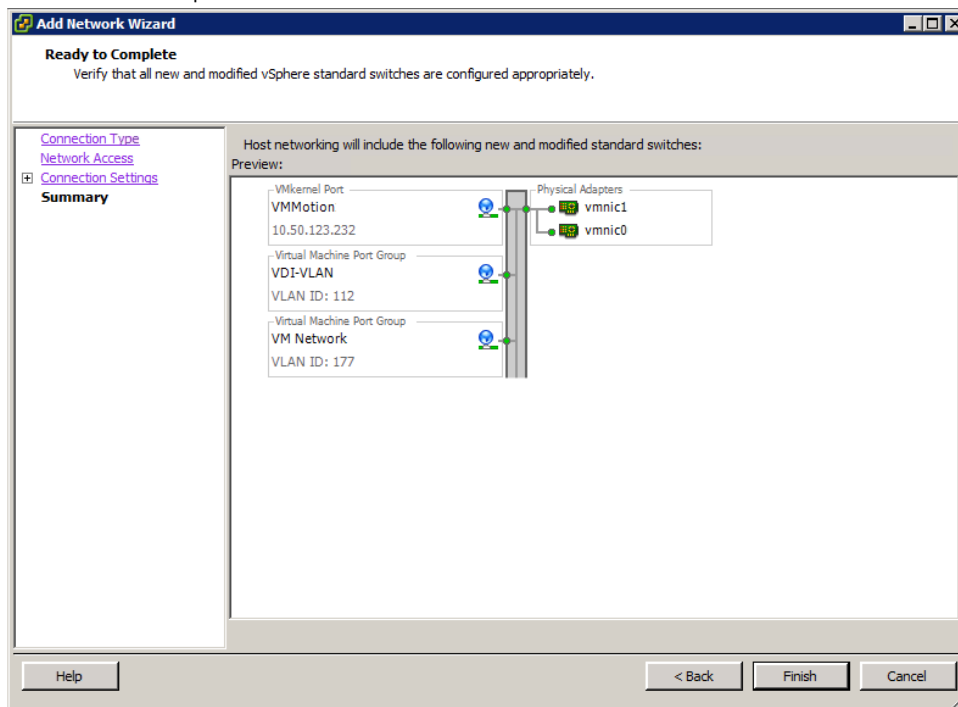 Add Network Wizard
Ready to Complete
Verify that all new and modified vSphere standard switches are configured appropriately.
Connection Type
Network Access
Connection Settings
Summary
Host networking will include the following new and modified standard switches:
Preview:
VMkernel Port
VMMotion
10.50.123.232
Physical Adapters
vmnic1
vmnic0
Virtual Machine Port Group
VDI-VLAN
VLAN ID: 112
Virtual Machine Port Group
VM Network
VLAN ID: 177
Help
< Back
Finish
Cancel